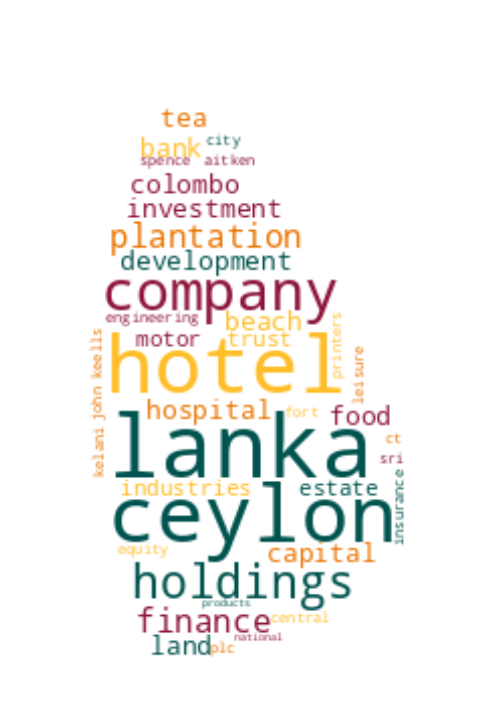 tea
bank city
spence aitken
colombo
investment
plantation
development
company
engineering beach
motor trust
printers
hotel
kelani john keells
leisure
hospital fort food
lanka
ct
sri
industries estate
insurance
ceylon
equity capital
holdings
products
finance central
national
land plc